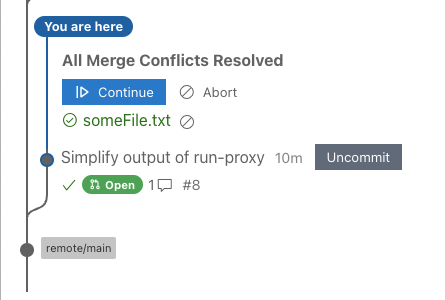 You are here
All Merge Conflicts Resolved
Continue Abort
someFile.txt
Simplify output of run-proxy 10m Uncommit
Open 1 #8
remote/main